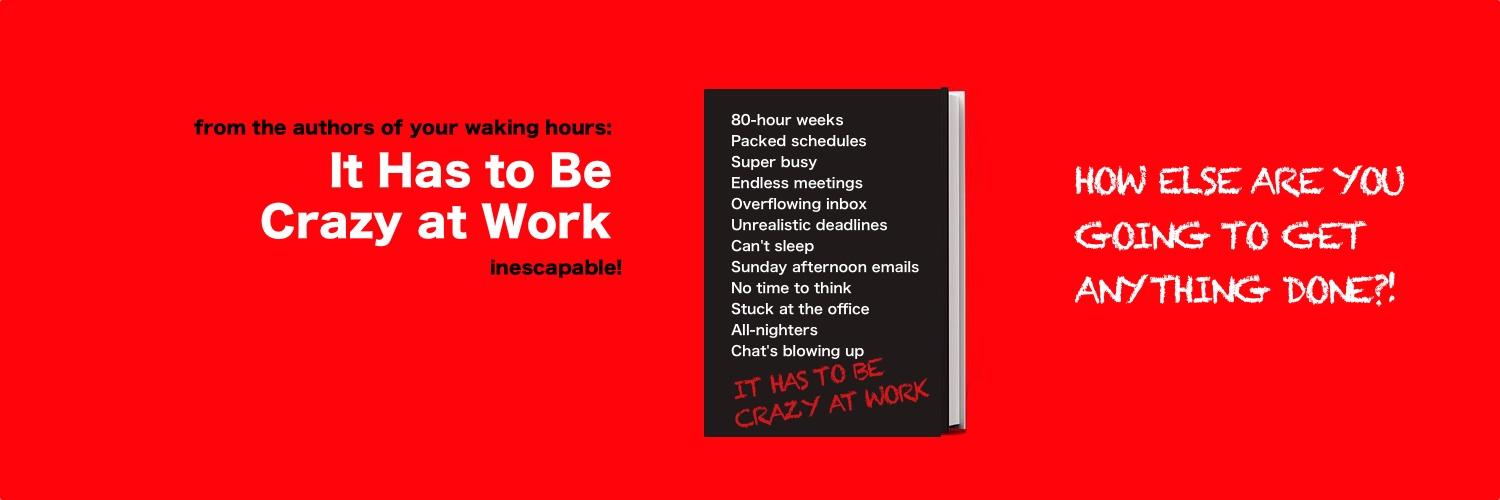 from the authors of your waking hours:
It Has to Be
Crazy at Work
inescapable!
80-hour weeks
Packed schedules
Super busy
Endless meetings
Overflowing inbox
Unrealistic deadlines
Can't sleep
Sunday afternoon emails
No time to think
Stuck at the office
All-nighters
Chat's blowing up
IT HAS TO BE
CRAZY AT WORK
HOW ELSE ARE YOU
GOING TO GET
ANYTHING DONE?!